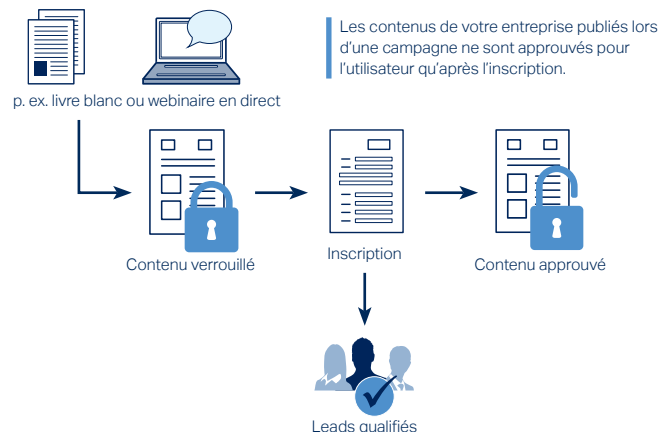 Les contenus de votre entreprise publiés lors
d'une campagne ne sont approuvés pour
l'utilisateur qu'après l'inscription.
p. ex. livre blanc ou webinaire en direct
Contenu verrouillé
Inscription
Contenu approuvé
Leads qualifiés